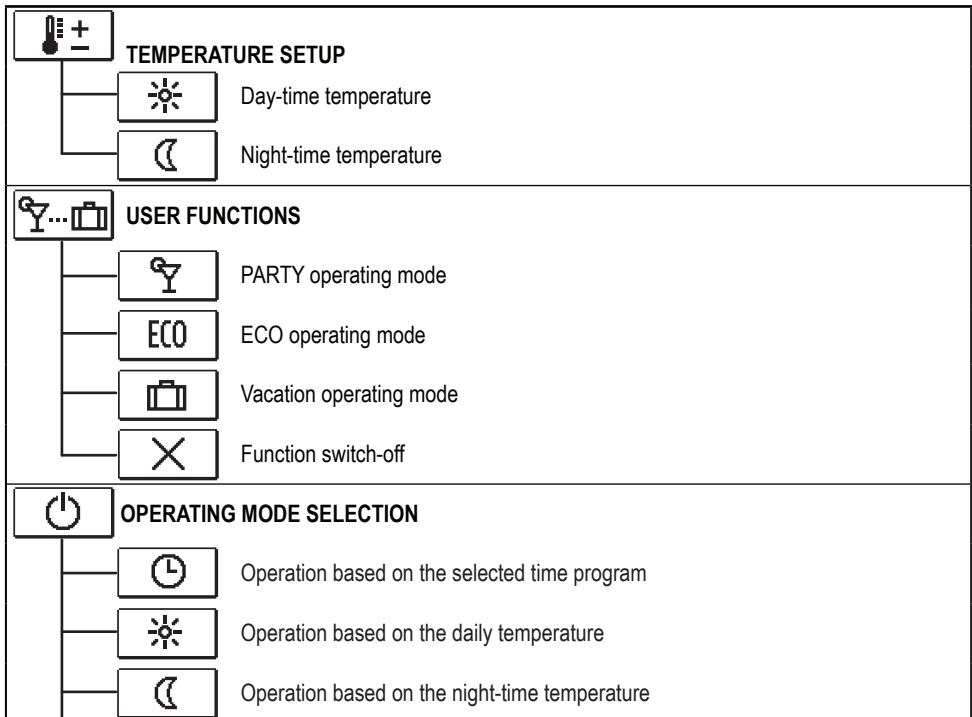 TEMPERATURE SETUP
Day-time temperature
Night-time temperature
USER FUNCTIONS
PARTY operating mode
ECO
ECO operating mode
Vacation operating mode
Function switch-off
OPERATING MODE SELECTION
Operation based on the selected time program
Operation based on the daily temperature
Operation based on the night-time temperature